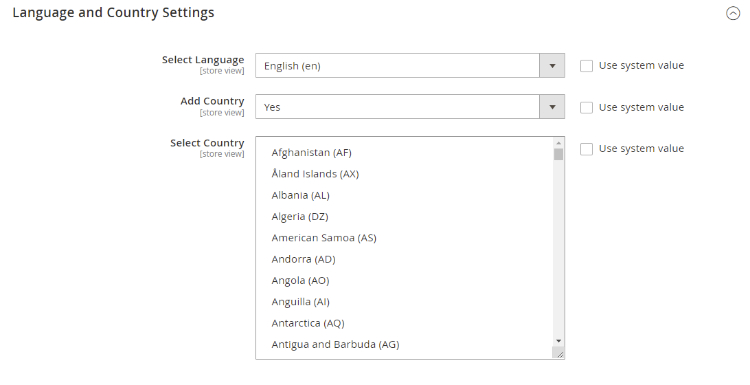 Language and Country Settings
Select Language
[store view]
English (en)
Use system value
Add Country
[store view]
Yes
Use system value
Select Country
[store view]
Use system value
Afghanistan (AF)
Åland Islands (AX)
Albania (AL)
Algeria (DZ)
American Samoa (AS)
Andorra (AD)
Angola (AO)
Anguilla (AI)
Antarctica (AQ)
Antigua and Barbuda (AG)